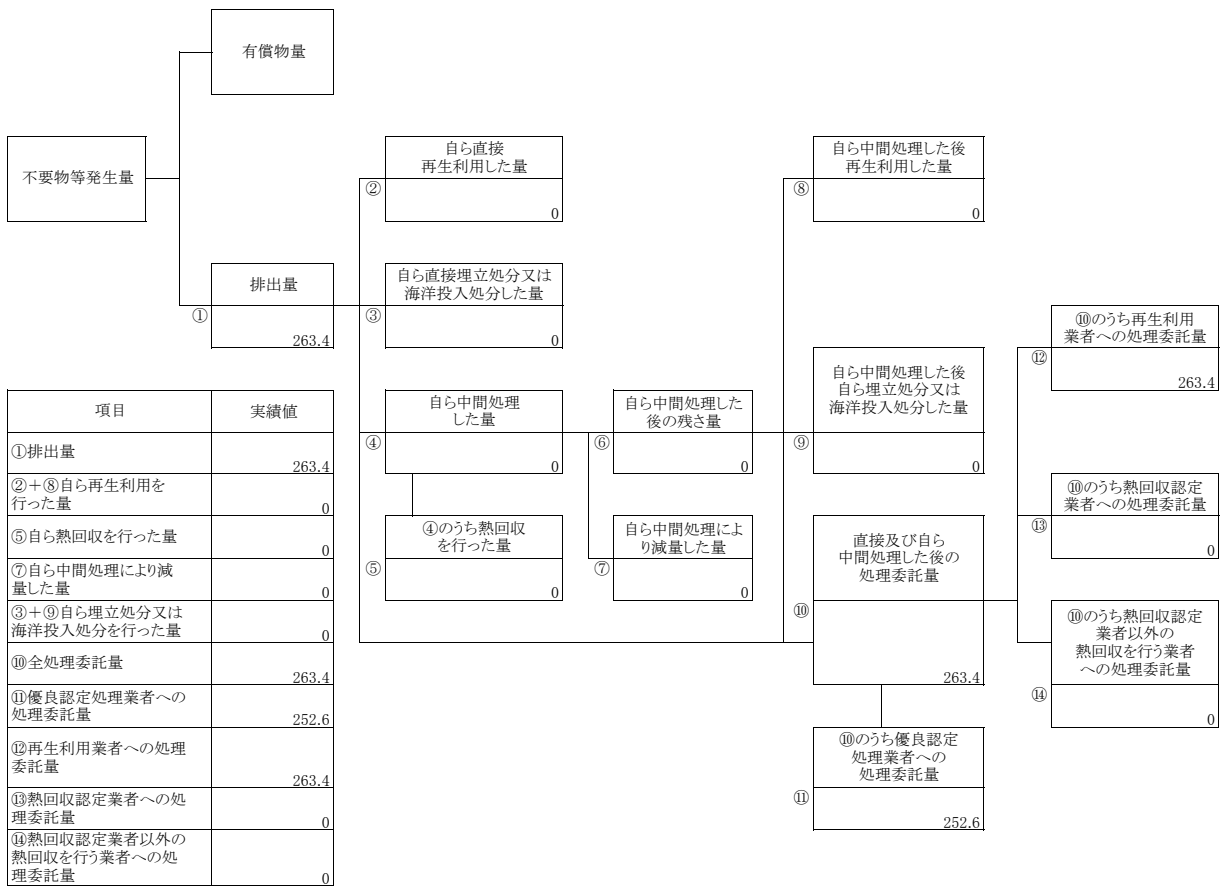 有償物量
不要物等発生量
自ら直接
再生利用した量
②
0
自ら中間処理した後
再生利用した量
⑧
0
排出量
①
263.4
自ら直接埋立処分又は
海洋投入処分した量
③
0
⑩のうち再生利用
業者への処理委託量
⑫
263.4
自ら中間処理
した量
④
0
自ら中間処理した
後の残さ量
⑥
0
自ら中間処理した後
自ら埋立処分又は
海洋投入処分した量
⑨
0
⑩のうち熱回収認定
業者への処理委託量
⑬
0
④のうち熱回収
を行った量
⑤
0
自ら中間処理によ
り減量した量
⑦
0
直接及び自ら
中間処理した後の
処理委託量
⑩
263.4
⑩のうち熱回収認定
業者以外の
熱回収を行う業者
への処理委託量
⑭
0
⑩のうち優良認定
処理業者への
処理委託量
⑪
252.6
項目 実績値
①排出量
263.4
②+⑧自ら再生利用を
行った量
0
⑤自ら熱回収を行った量
0
⑦自ら中間処理により減
量した量
0
③+⑨自ら埋立処分又は
海洋投入処分を行った量
0
⑩全処理委託量
263.4
⑪優良認定処理業者への
処理委託量
252.6
⑫再生利用業者への処理
委託量
263.4
⑬熱回収認定業者への処
理委託量
0
⑭熱回収認定業者以外の
熱回収を行う業者への処
理委託量
0